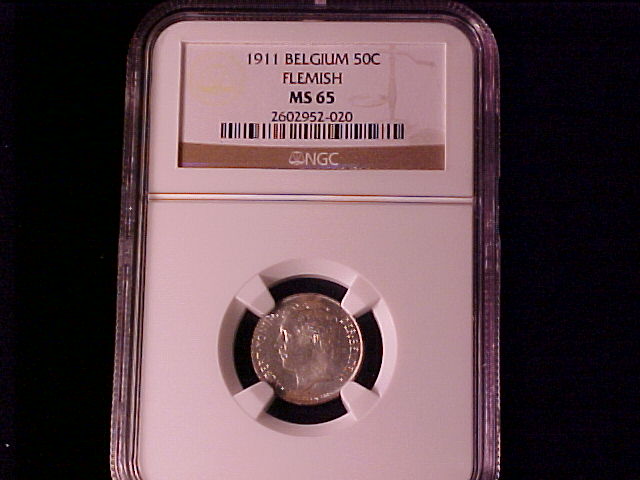 1911 BELGIUM 50C
FLEMISH
MS 65
2602952-020
NGC